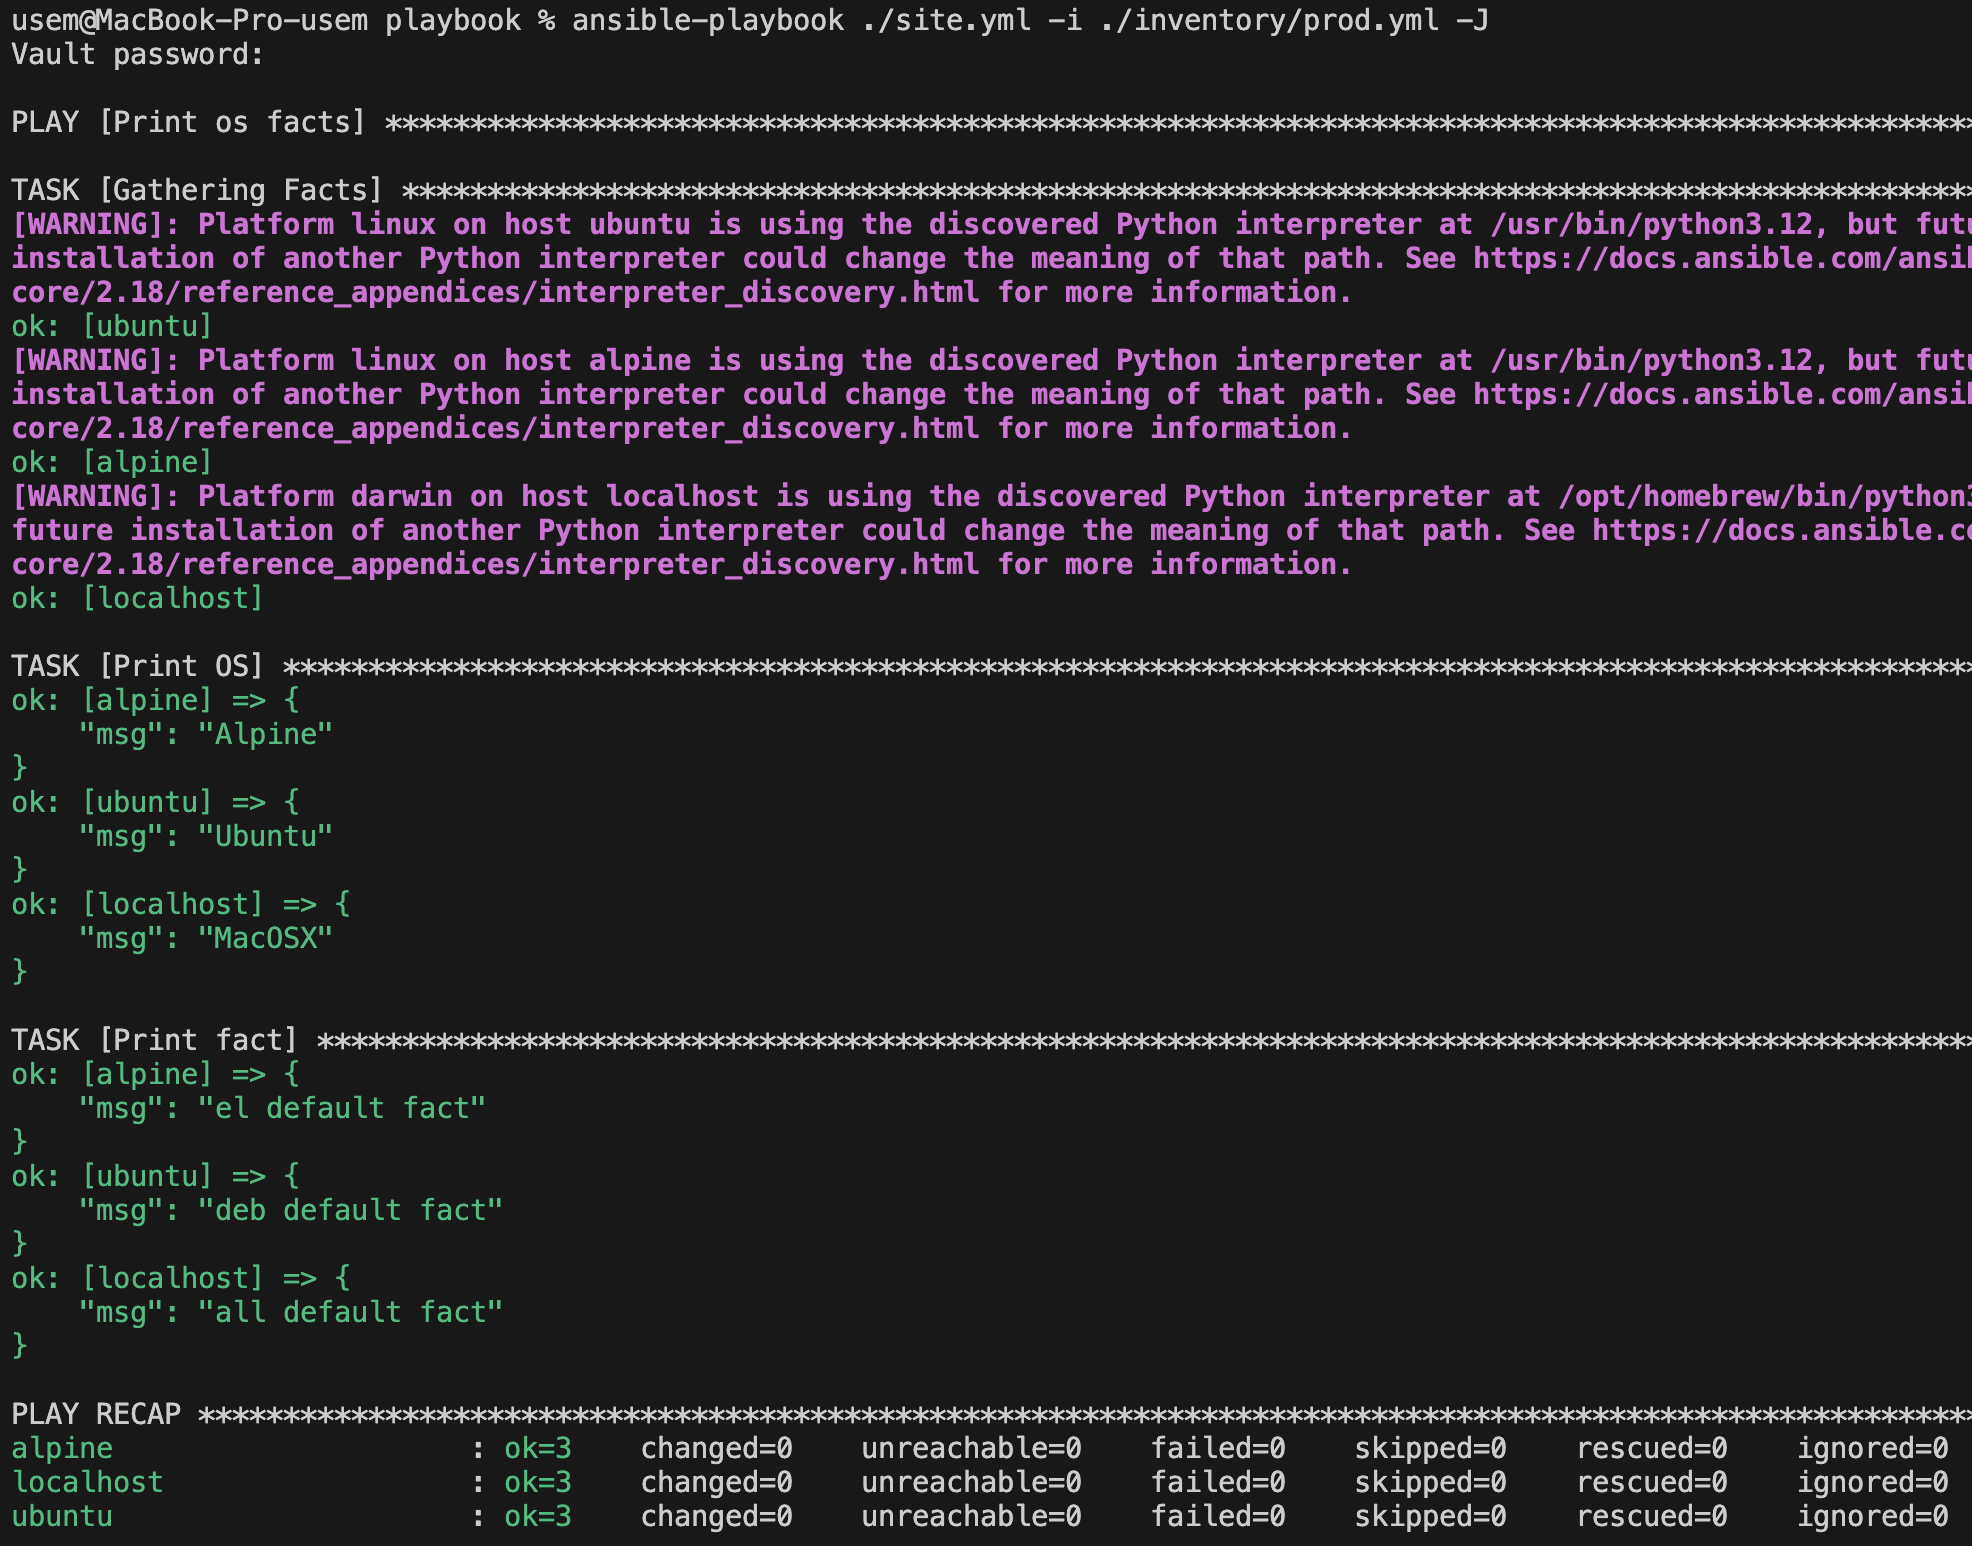 usem@MacBook-Pro-usem playbook % ansible-playbook ./site.yml -i ./inventory/prod.yml -J
Vault password:
PLAY [Print os facts] *********************************************************************************************
TASK [Gathering Facts] ********************************************************************************************
[WARNING]: Platform linux on host ubuntu is using the discovered Python interpreter at /usr/bin/python3.12, but futu
installation of another Python interpreter could change the meaning of that path. See https://docs.ansible.com/ansib
core/2.18/reference_appendices/interpreter_discovery.html for more information.
ok: [ubuntu]
[WARNING]: Platform linux on host alpine is using the discovered Python interpreter at /usr/bin/python3.12, but futu
installation of another Python interpreter could change the meaning of that path. See https://docs.ansible.com/ansib
core/2.18/reference_appendices/interpreter_discovery.html for more information.
ok: [alpine]
[WARNING]: Platform darwin on host localhost is using the discovered Python interpreter at /opt/homebrew/bin/python3
future installation of another Python interpreter could change the meaning of that path. See https://docs.ansible.co
core/2.18/reference_appendices/interpreter_discovery.html for more information.
ok: [localhost]
TASK [Print OS] ***************************************************************************************************
ok: [alpine] => {
    "msg": "Alpine"
}
ok: [ubuntu] => {
    "msg": "Ubuntu"
}
ok: [localhost] => {
    "msg": "MacOSX"
}
TASK [Print fact] *************************************************************************************************
ok: [alpine] => {
    "msg": "el default fact"
}
ok: [ubuntu] => {
    "msg": "deb default fact"
}
ok: [localhost] => {
    "msg": "all default fact"
}
PLAY RECAP ********************************************************************************************************
alpine                     : ok=3    changed=0    unreachable=0    failed=0    skipped=0    rescued=0    ignored=0
localhost                  : ok=3    changed=0    unreachable=0    failed=0    skipped=0    rescued=0    ignored=0
ubuntu                     : ok=3    changed=0    unreachable=0    failed=0    skipped=0    rescued=0    ignored=0